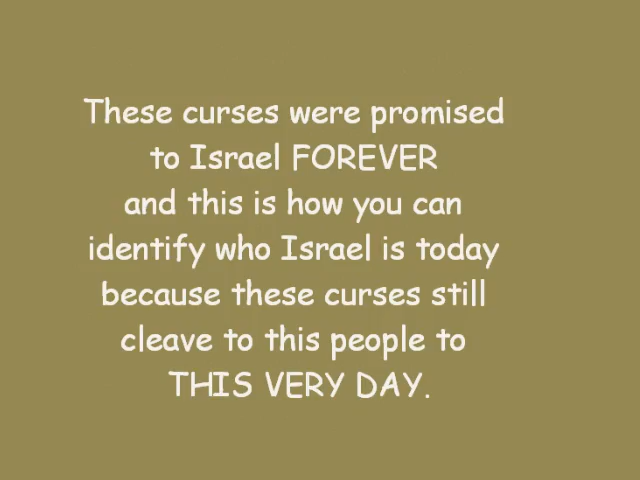 These curses were promised
to Israel FOREVER
and this is how you can
identify who Israel is today
because these curses still
cleave to this people to
THIS VERY DAY.